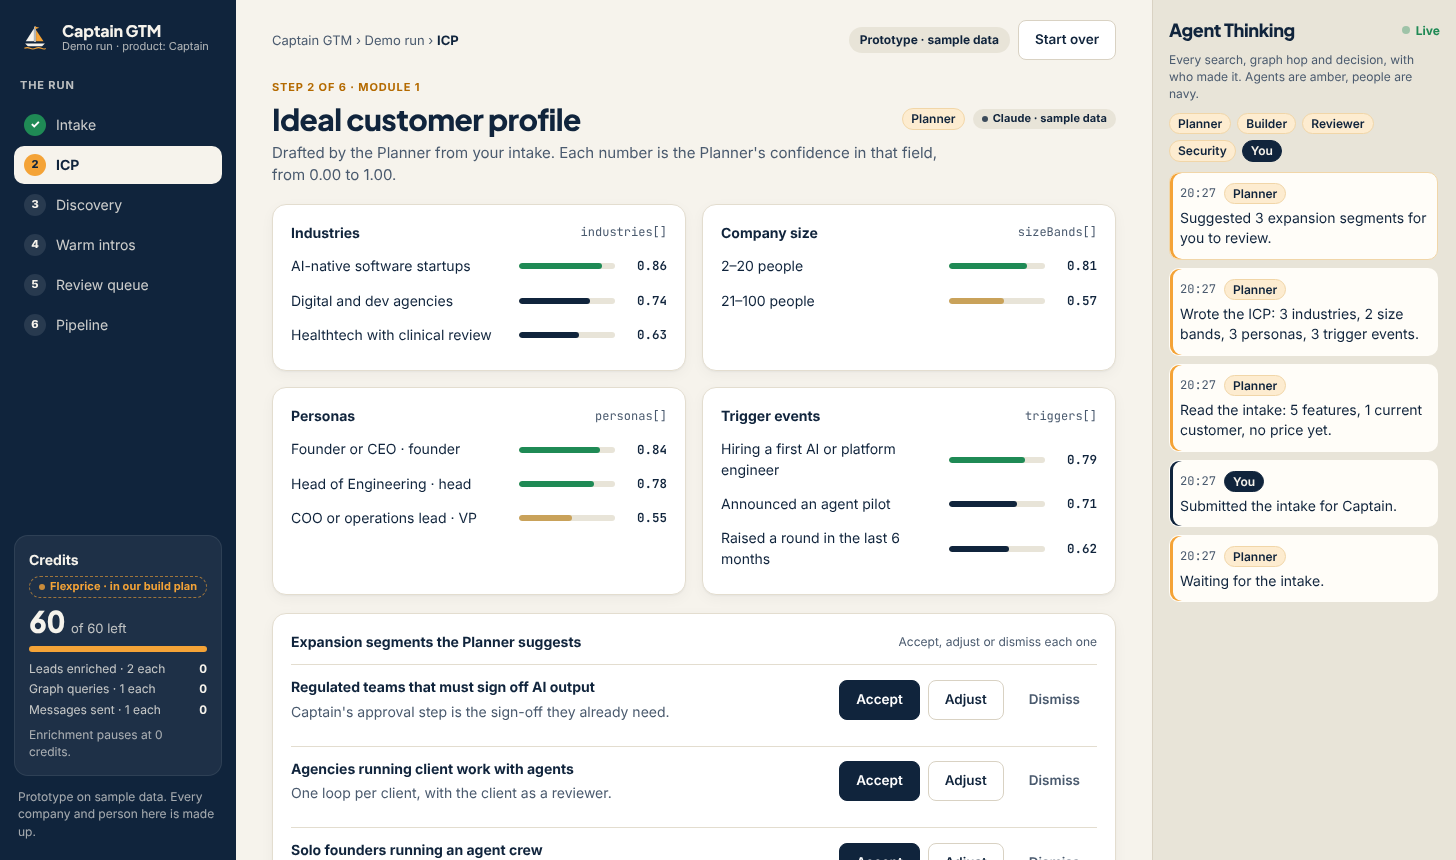 Captain GTM
Demo run · product: Captain
THE RUN
Intake
2 ICP
3 Discovery
4 Warm intros
5 Review queue
6 Pipeline
Credits
Flexprice · in our build plan
60 of 60 left
Leads enriched · 2 each 0
Graph queries · 1 each 0
Messages sent · 1 each 0
Enrichment pauses at 0
credits.
Prototype on sample data. Every
company and person here is made
up.
Captain GTM › Demo run › ICP
Prototype · sample data
Start over
STEP 2 OF 6 · MODULE 1
Ideal customer profile
Planner
Claude · sample data
Drafted by the Planner from your intake. Each number is the Planner's confidence in that field,
from 0.00 to 1.00.
Industries industries[]
AI-native software startups 0.86
Digital and dev agencies 0.74
Healthtech with clinical review 0.63
Company size sizeBands[]
2–20 people 0.81
21–100 people 0.57
Personas personas[]
Founder or CEO · founder 0.84
Head of Engineering · head 0.78
COO or operations lead · VP 0.55
Trigger events triggers[]
Hiring a first AI or platform
engineer 0.79
Announced an agent pilot 0.71
Raised a round in the last 6
months 0.62
Expansion segments the Planner suggests Accept, adjust or dismiss each one
Regulated teams that must sign off AI output
Captain's approval step is the sign-off they already need.
Accept Adjust Dismiss
Agencies running client work with agents
One loop per client, with the client as a reviewer.
Accept Adjust Dismiss
Solo founders running an agent crew
Accept Adjust Dismiss
Agent Thinking
Live
Every search, graph hop and decision, with
who made it. Agents are amber, people are
navy.
Planner Builder Reviewer
Security You
20:27 Planner
Suggested 3 expansion segments for
you to review.
20:27 Planner
Wrote the ICP: 3 industries, 2 size
bands, 3 personas, 3 trigger events.
20:27 Planner
Read the intake: 5 features, 1 current
customer, no price yet.
20:27 You
Submitted the intake for Captain.
20:27 Planner
Waiting for the intake.